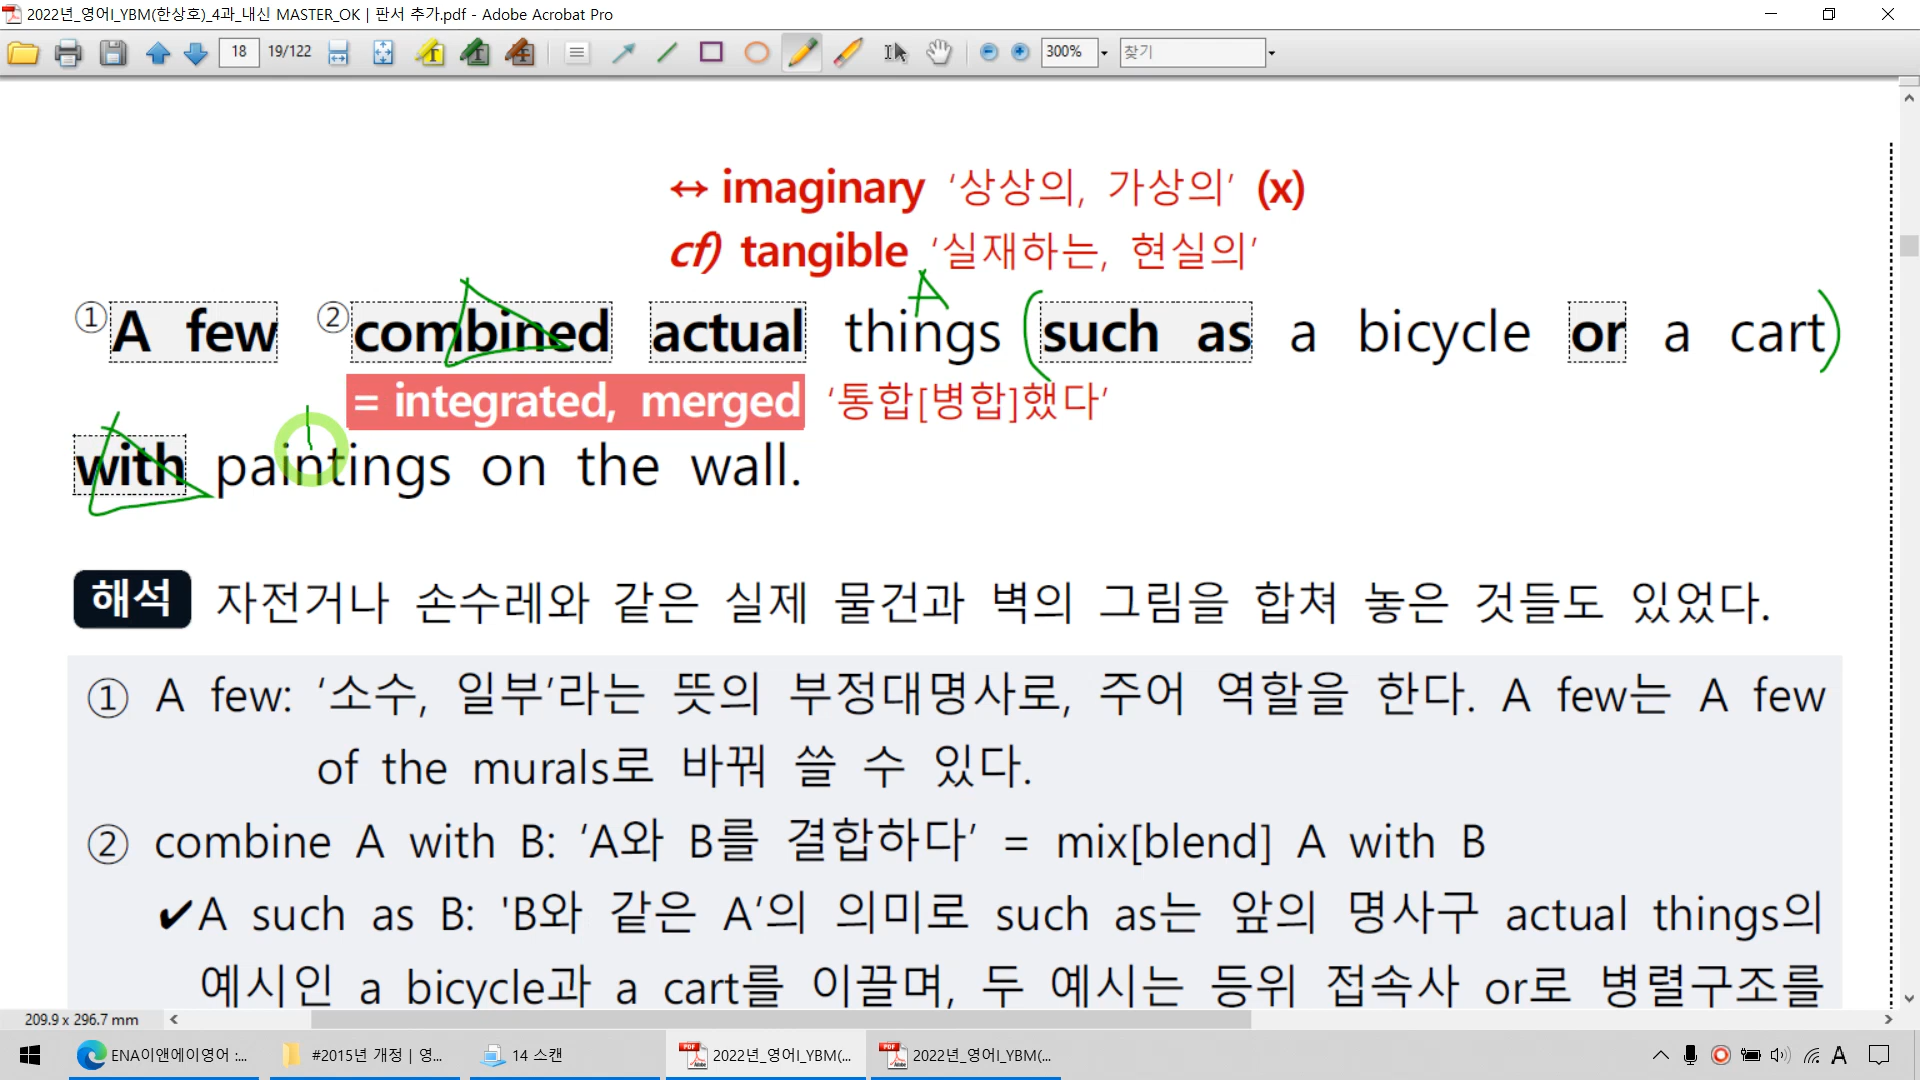 2022년_영어I_YBM(한상호)_4과_내신 MASTER_OK | 판서 추가.pdf - Adobe Acrobat Pro
18 19/122 300% 찾기
↔ imaginary ‘상상의, 가상의’ (x)
cf) tangible ‘실재하는, 현실의’
A
① A few ② combined actual things (such as a bicycle or a cart)
= integrated, merged ‘통합[병합]했다’
with paintings on the wall.
해석 자전거나 손수레와 같은 실제 물건과 벽의 그림을 합쳐 놓은 것들도 있었다.
① A few: ‘소수, 일부’라는 뜻의 부정대명사로, 주어 역할을 한다. A few는 A few
of the murals로 바꿔 쓸 수 있다.
② combine A with B: ‘A와 B를 결합하다’ = mix[blend] A with B
✔A such as B: 'B와 같은 A’의 의미로 such as는 앞의 명사구 actual things의
예시인 a bicycle과 a cart를 이끌며, 두 예시는 등위 접속사 or로 병렬구조를
209.9 x 296.7 mm
ENA이앤에이영어 :... #2015년 개정 | 영... 14 스캔 2022년_영어I_YBM(... 2022년_영어I_YBM(... A